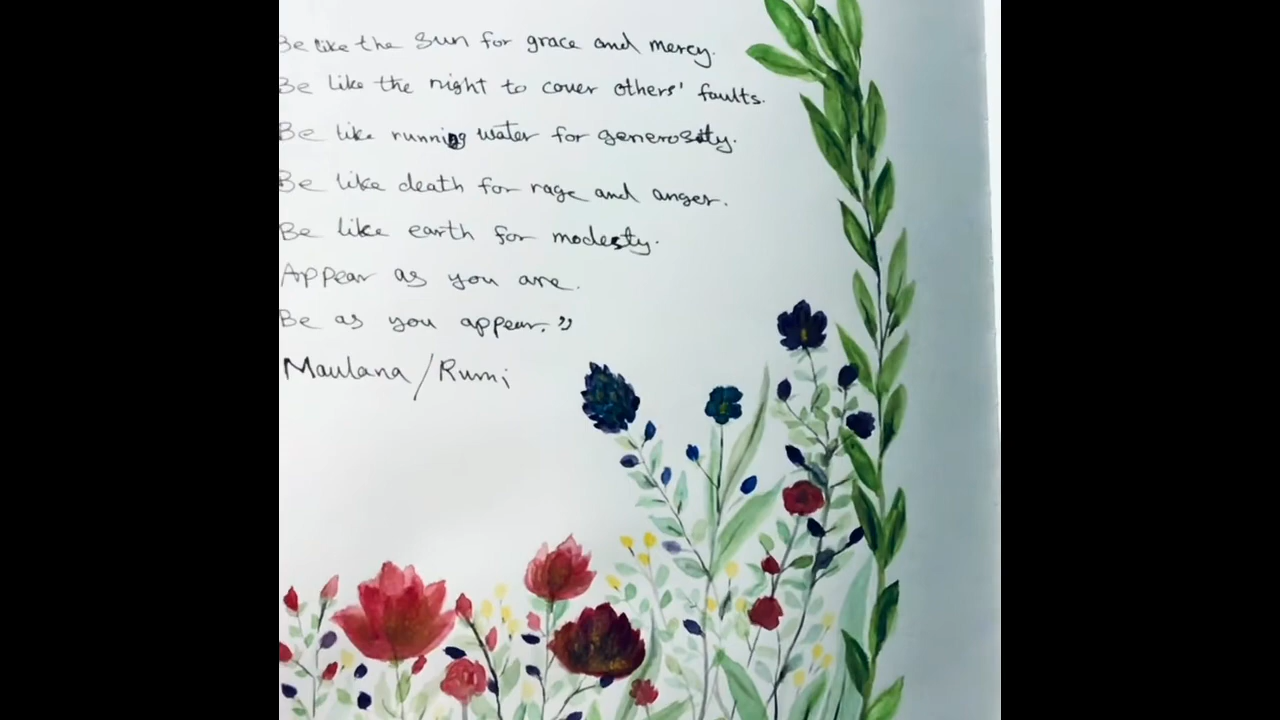 Be like the sun for grace and mercy.
Be like the night to cover others' faults.
Be like running water for generosity.
Be like death for rage and anger.
Be like earth for modesty.
Appear as you are.
Be as you appear."
Maulana/Rumi